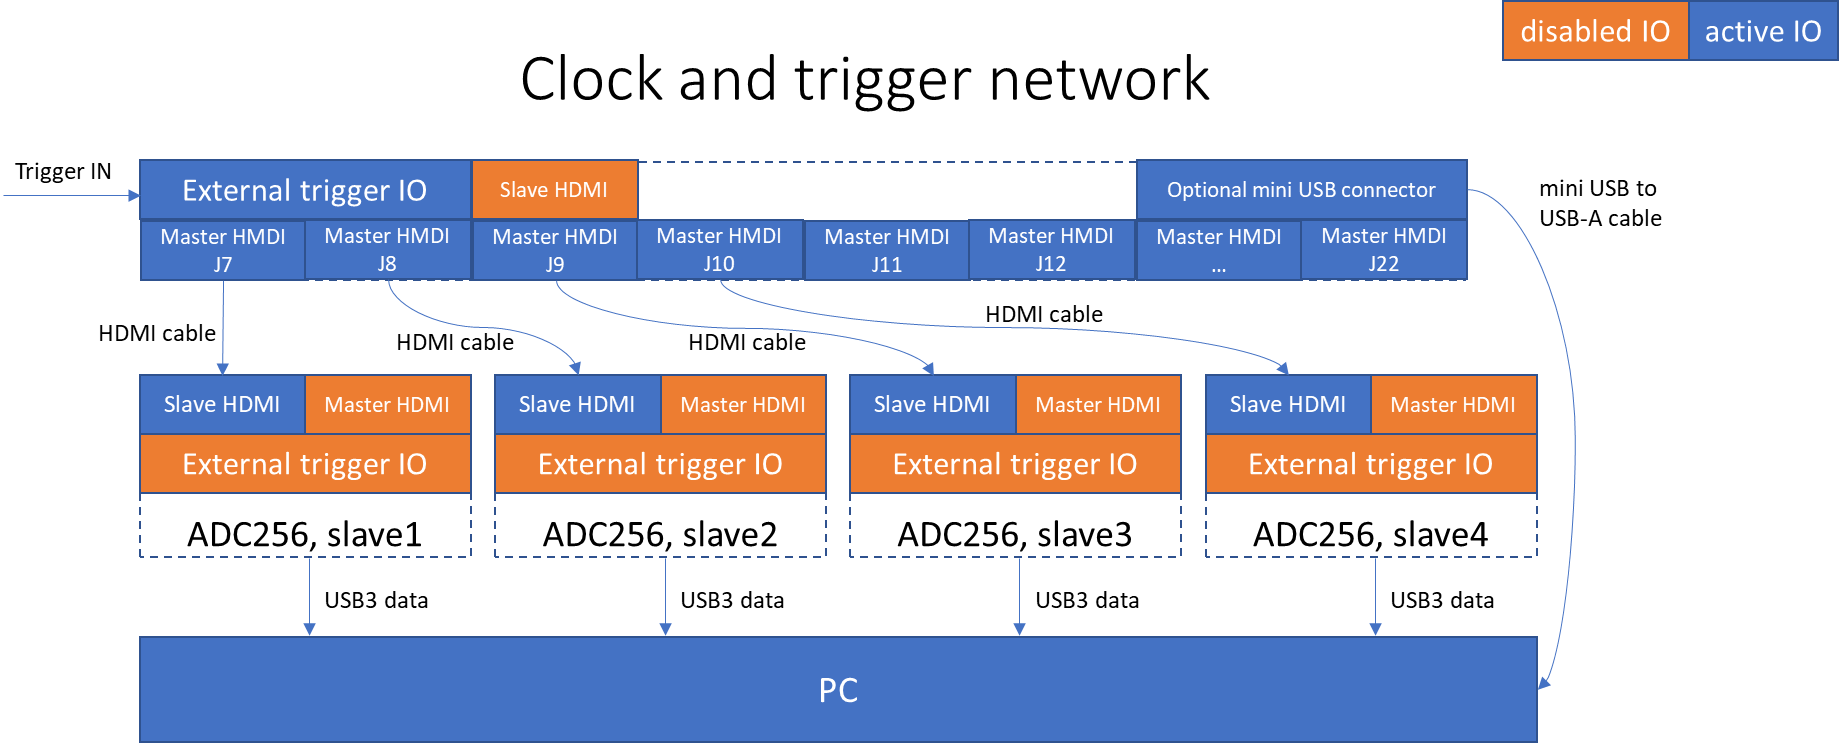 disabled IO active IO
Clock and trigger network
Trigger IN
External trigger IO
Slave HDMI
Optional mini USB connector
mini USB to
USB-A cable
Master HMDI
J7
Master HMDI
J8
Master HMDI
J9
Master HMDI
J10
Master HMDI
J11
Master HMDI
J12
Master HMDI
...
Master HMDI
J22
HDMI cable
HDMI cable
HDMI cable
HDMI cable
Slave HDMI
Master HDMI
External trigger IO
ADC256, slave1
Slave HDMI
Master HDMI
External trigger IO
ADC256, slave2
Slave HDMI
Master HDMI
External trigger IO
ADC256, slave3
Slave HDMI
Master HDMI
External trigger IO
ADC256, slave4
USB3 data
USB3 data
USB3 data
USB3 data
PC